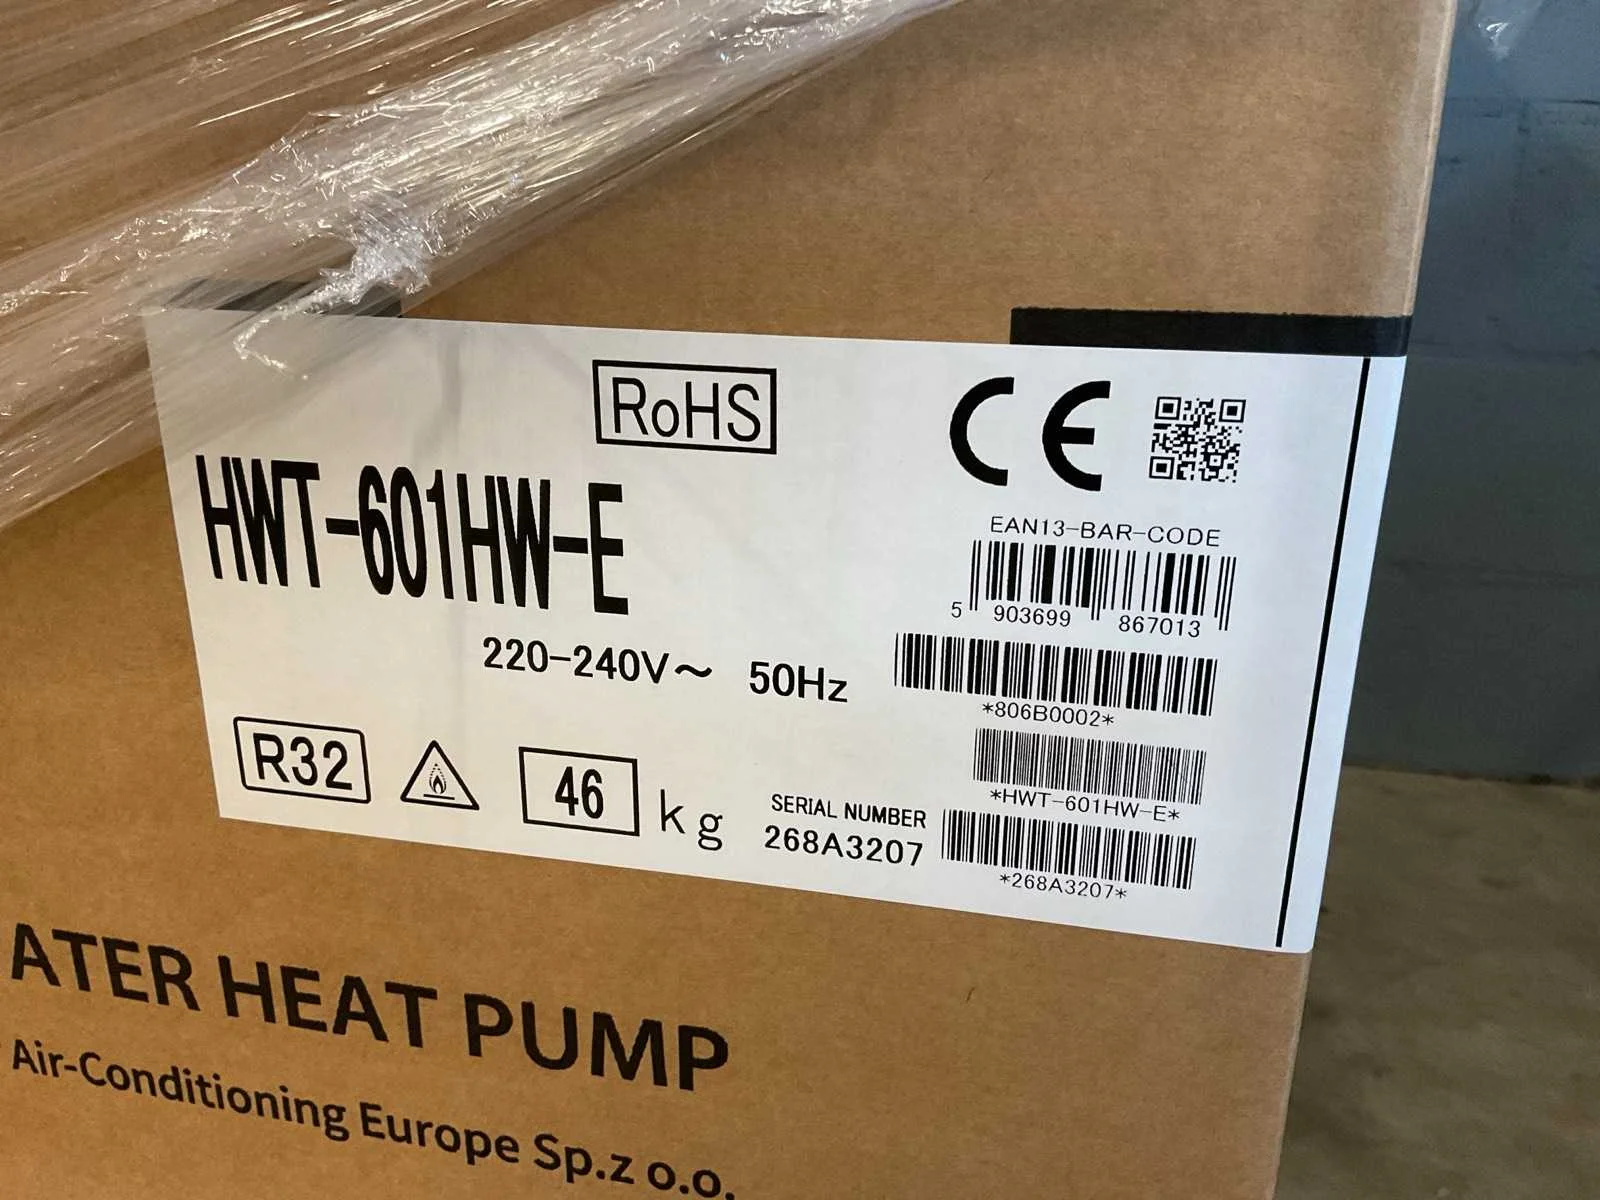 RoHS
CE
HWT-601HW-E
EAN13-BAR-CODE
5 903699 867013
220-240V~ 50Hz
*806B0002*
R32
46 kg
*HWT-601HW-E*
SERIAL NUMBER
268A3207
*268A3207*
ATER HEAT PUMP
Air-Conditioning Europe Sp.z o.o.